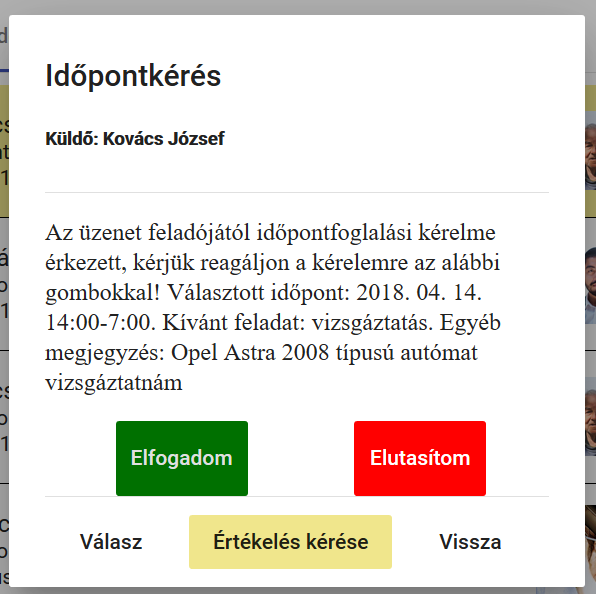 Időpontkérés
Küldő: Kovács József
Az üzenet feladójától időpontfoglalási kérelme
érkezett, kérjük reagáljon a kérelemre az alábbi
gombokkal! Választott időpont: 2018. 04. 14.
14:00-7:00. Kívánt feladat: vizsgáztatás. Egyéb
megjegyzés: Opel Astra 2008 típusú autómat
vizsgáztatnám
Elfogadom
Elutasítom
Válasz
Értékelés kérése
Vissza